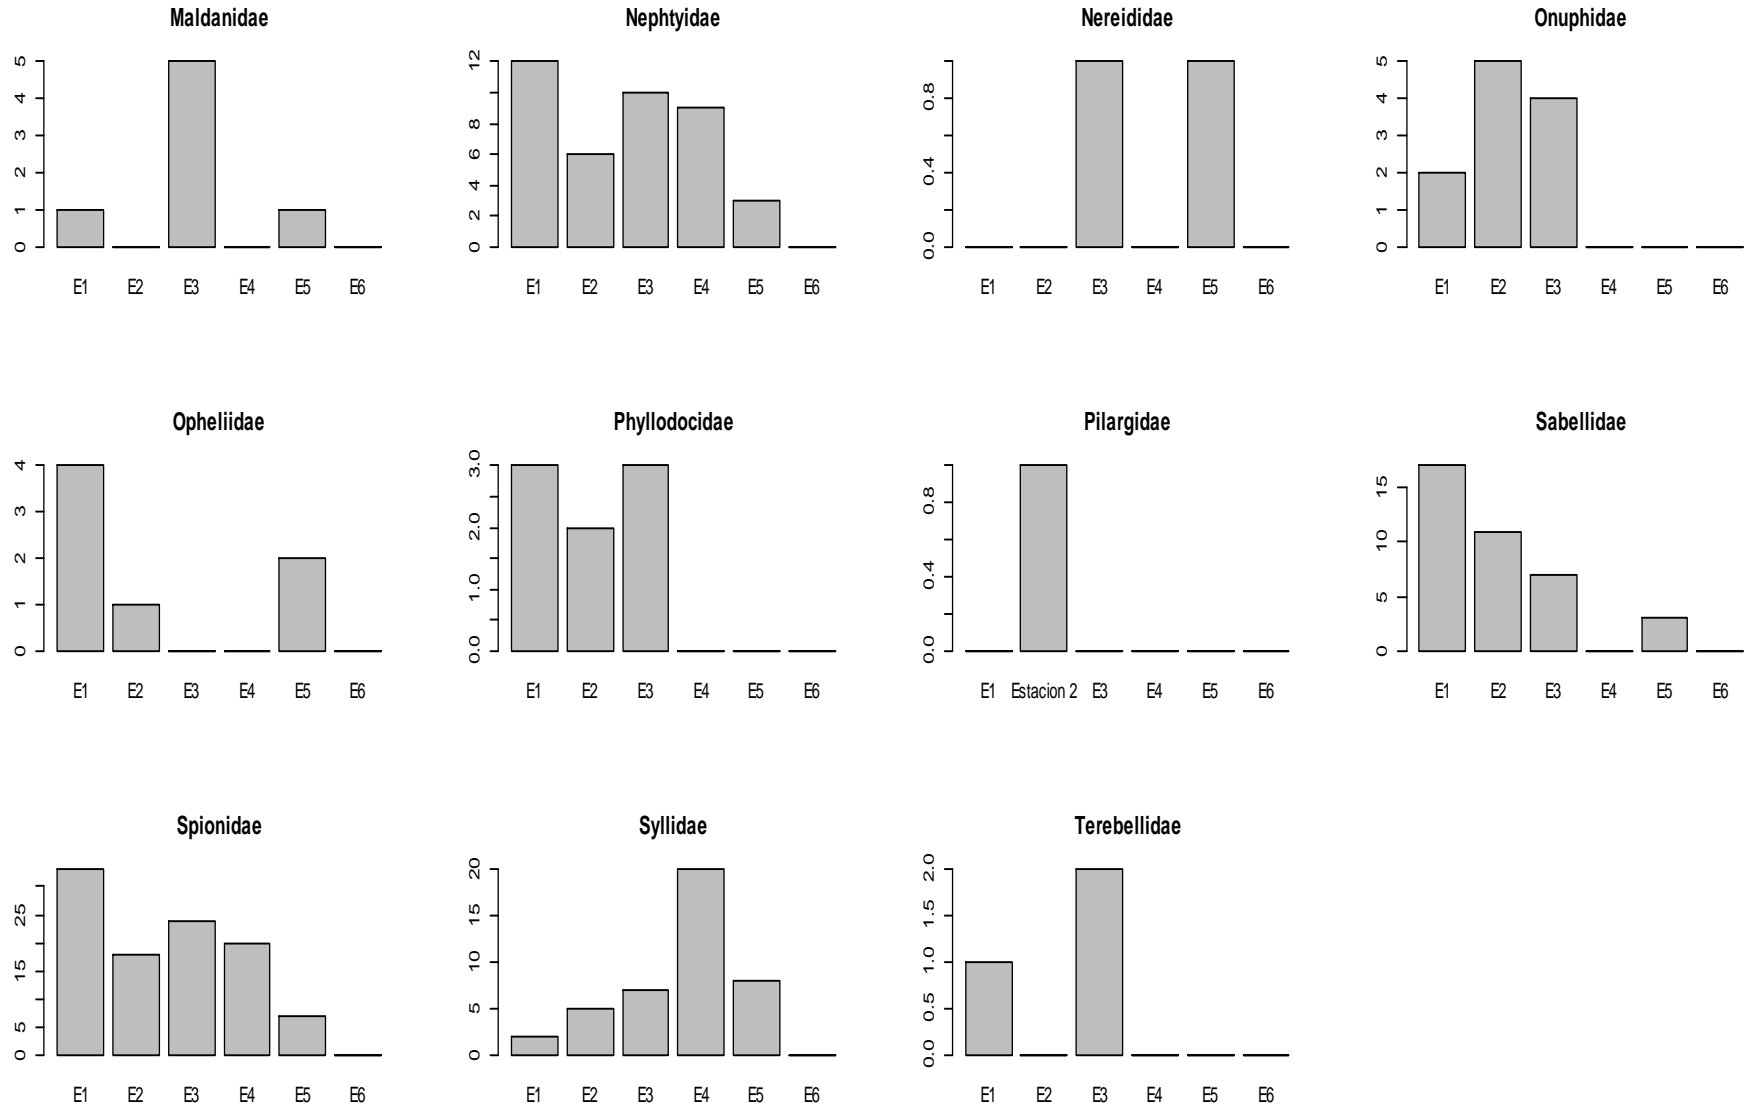 Maldanidae
5
4
3
2
1
0
E1 E2 E3 E4 E5 E6
Nephtyidae
12
8
6
4
2
0
E1 E2 E3 E4 E5 E6
Nereididae
0.8
0.4
0.0
E1 E2 E3 E4 E5 E6
Onuphidae
5
4
3
2
1
0
E1 E2 E3 E4 E5 E6
Opheliidae
4
3
2
1
0
E1 E2 E3 E4 E5 E6
Phyllodocidae
3.0
2.0
1.0
0.0
E1 E2 E3 E4 E5 E6
Pilargidae
0.8
0.4
0.0
E1 Estacion 2 E3 E4 E5 E6
Sabellidae
15
10
5
0
E1 E2 E3 E4 E5 E6
Spionidae
25
15
5
0
E1 E2 E3 E4 E5 E6
Syllidae
20
15
10
5
0
E1 E2 E3 E4 E5 E6
Terebellidae
2.0
1.5
1.0
0.5
0.0
E1 E2 E3 E4 E5 E6